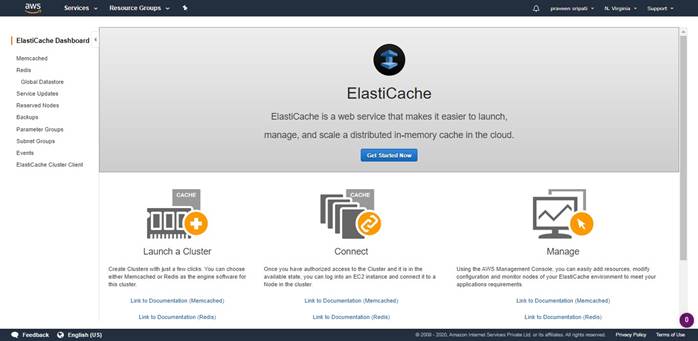 aws
Services
Resource Groups
praveen sripati
N. Virginia
Support
ElastiCache Dashboard
Memcached
Redis
Global Datastore
Service Updates
Reserved Nodes
Backups
Parameter Groups
Subnet Groups
Events
ElastiCache Cluster Client
ElastiCache
ElastiCache is a web service that makes it easier to launch,
manage, and scale a distributed in-memory cache in the cloud.
Get Started Now
CACHE
Launch a Cluster
Create Clusters with just a few clicks. You can choose
either Memcached or Redis as the engine software for
this cluster.
Link to Documentation (Memcached)
Link to Documentation (Redis)
CACHE
Connect
Once you have authorized access to the Cluster and it is in the
available state, you can log into an EC2 instance and connect it to a
Node in the cluster.
Link to Documentation (Memcached)
Link to Documentation (Redis)
Manage
Using the AWS Management Console, you can easily add resources, modify
configuration and monitor nodes of your ElastiCache environment to meet your
applications requirements.
Link to Documentation (Memcached)
Link to Documentation (Redis)
0
Feedback
English (US)
© 2008 - 2020, Amazon Internet Services Private Ltd. or its affiliates. All rights reserved.
Privacy Policy
Terms of Use